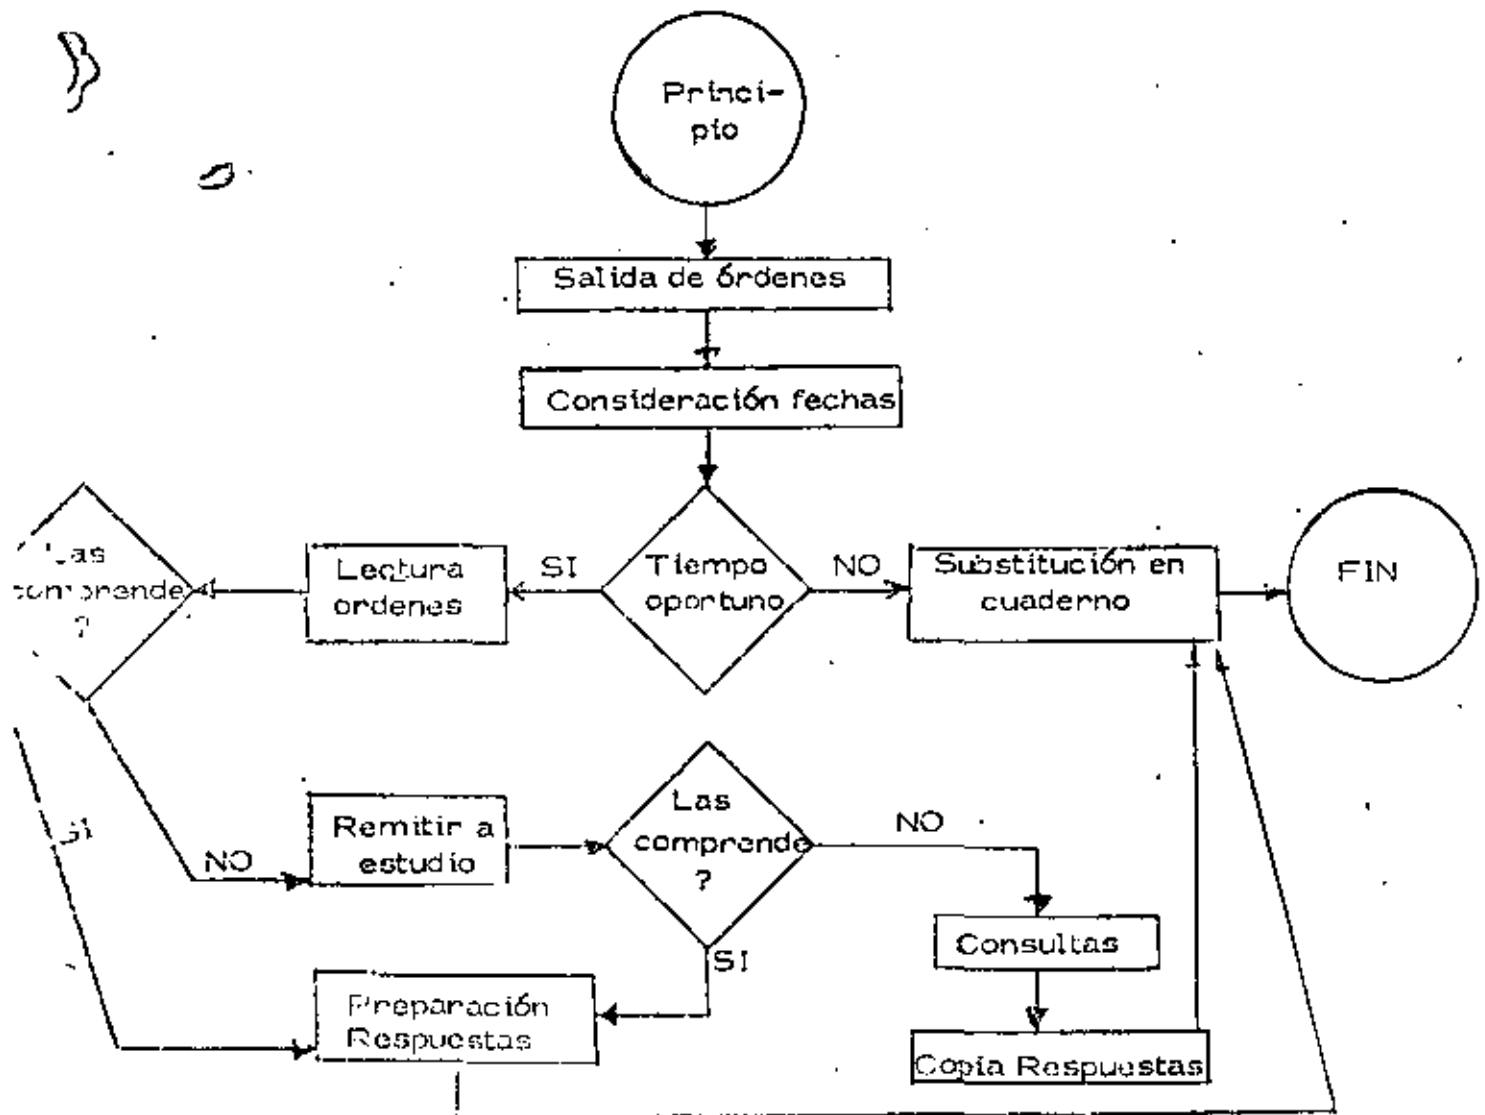 Princi-
pio
Salida de órdenes
Consideración fechas
Las
comprende
?
Lectura
ordenes
SI
Tiempo
oportuno
NO
Substitución en
cuaderno
FIN
SI
NO
Remitir a
estudio
Las
comprende
?
NO
SI
Consultas
Preparación
Respuestas
Copía Respuestas